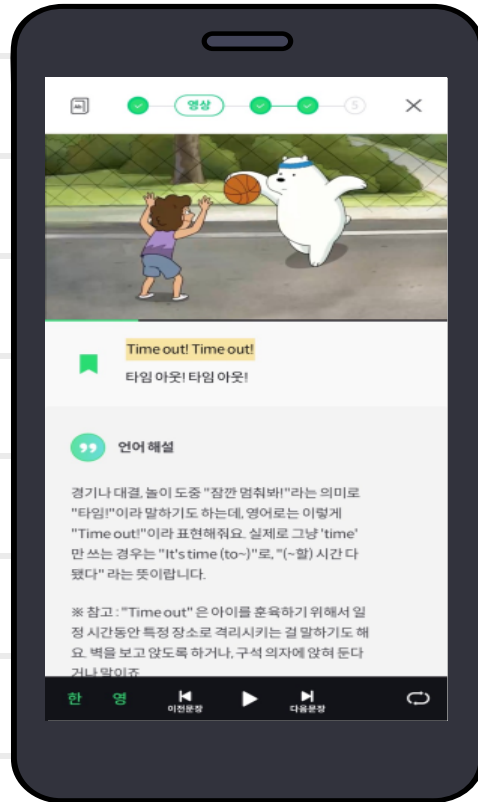 영상
5
Time out! Time out!
타임 아웃! 타임 아웃!
언어 해설
경기나 대결, 놀이 도중 "잠깐 멈춰봐!"라는 의미로
"타임!"이라 말하기도 하는데, 영어로는 이렇게
"Time out!"이라 표현해줘요. 실제로 그냥 'time'
만 쓰는 경우는 "It's time (to~)"로, "(~할) 시간 다
됐다" 라는 뜻이랍니다.
※ 참고 : "Time out" 은 아이를 훈육하기 위해서 일
정 시간동안 특정 장소로 격리시키는 걸 말하기도 해
요. 벽을 보고 앉도록 하거나, 구석 의자에 앉혀 둔다
거나 말이죠
한 영 이전문장 다음문장